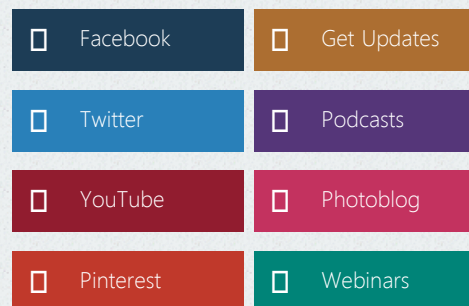 Facebook
Get Updates
Twitter
Podcasts
YouTube
Photoblog
Pinterest
Webinars